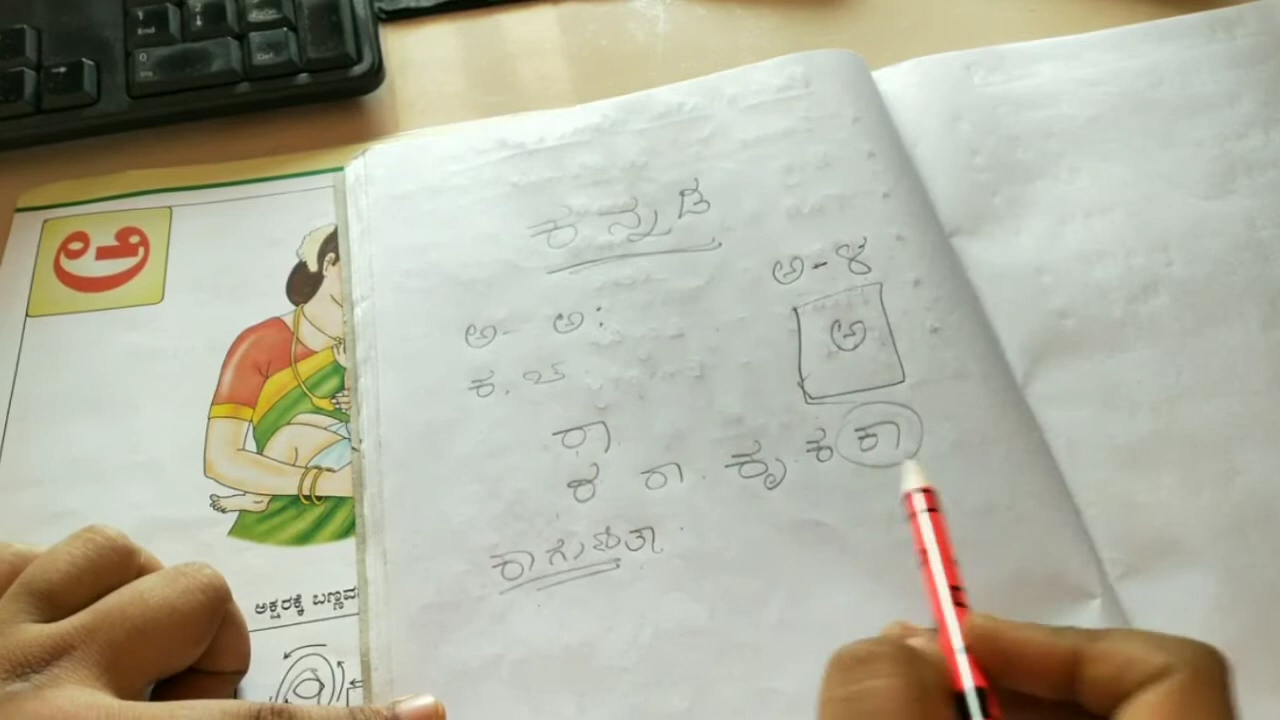 ಅ
ಕನ್ನಡ
ಅ - ಳ
ಅ - ಅಃ
ಅ
ಕ. ಚ
ಕಾ
ಕ ಕಾ. ಕೃ ಕ ಕಾ
ಕಾಗುಣಿತಾ
ಅಕ್ಷರಕ್ಕೆ